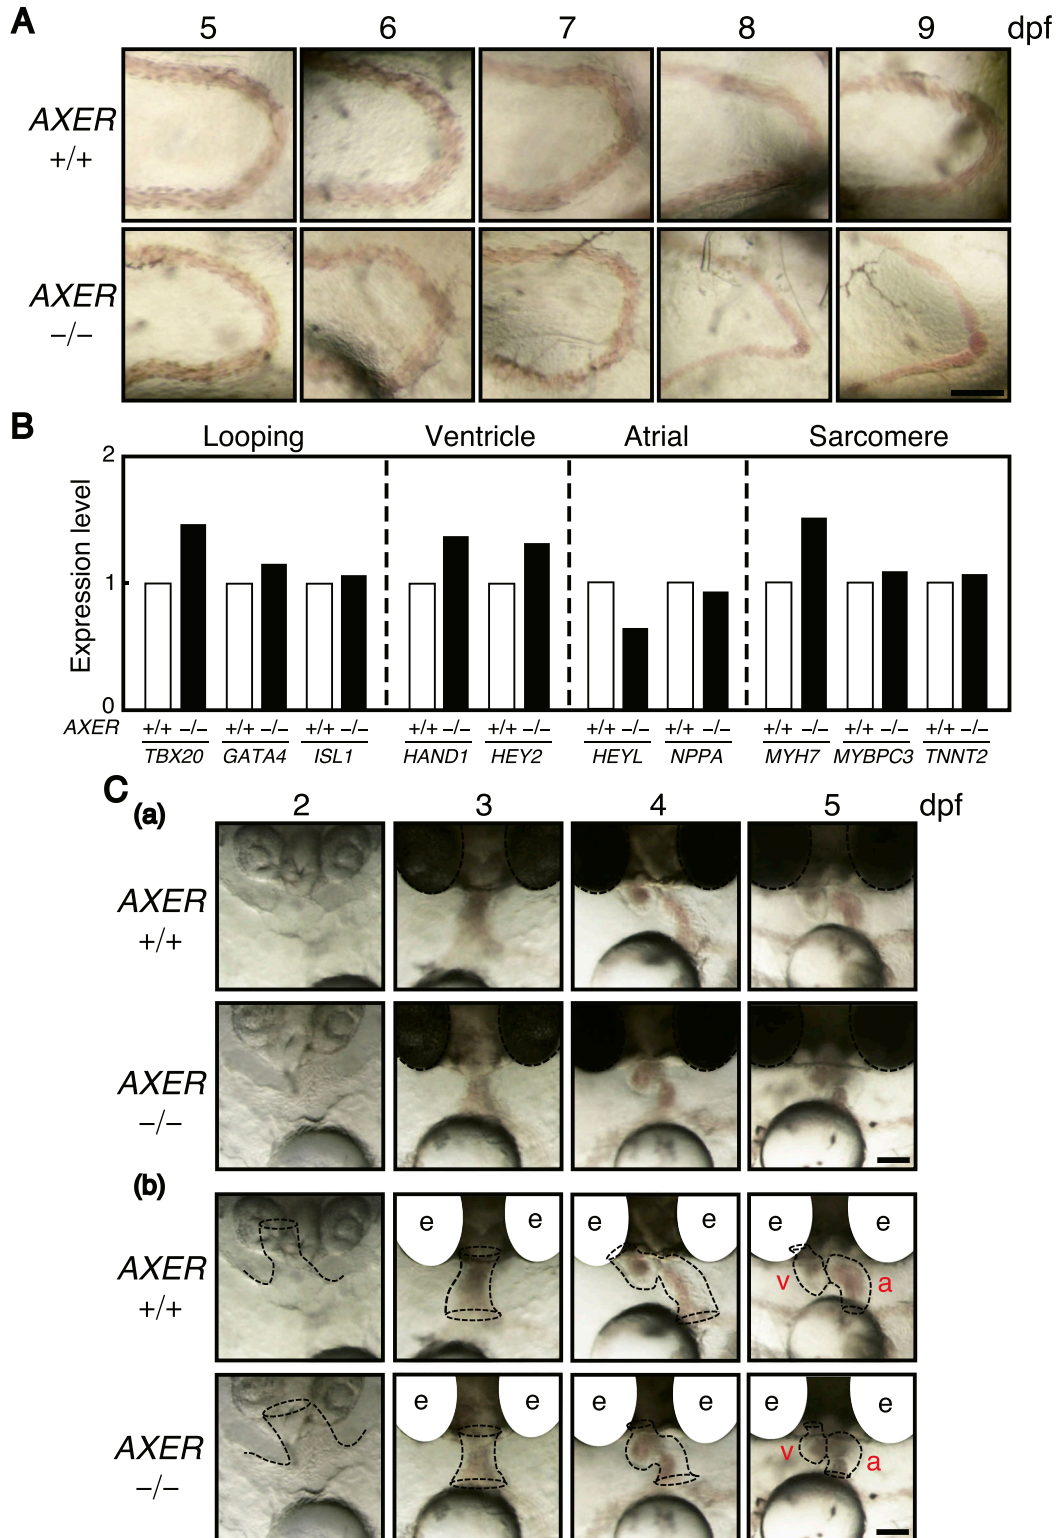 A 5 6 7 8 9 dpf
AXER
+/+
AXER
–/–
B
Looping Ventricle Atrial Sarcomere
Expression level
2
1
0
AXER +/+ –/– +/+ –/– +/+ –/– +/+ –/– +/+ –/– +/+ –/– +/+ –/– +/+ –/– +/+ –/– +/+ –/–
TBX20 GATA4 ISL1 HAND1 HEY2 HEYL NPPA MYH7 MYBPC3 TNNT2
C 2 3 4 5 dpf
(a)
AXER
+/+
AXER
–/–
(b)
AXER
+/+
e e e e e e
v a
AXER
–/–
e e e e e e
v a